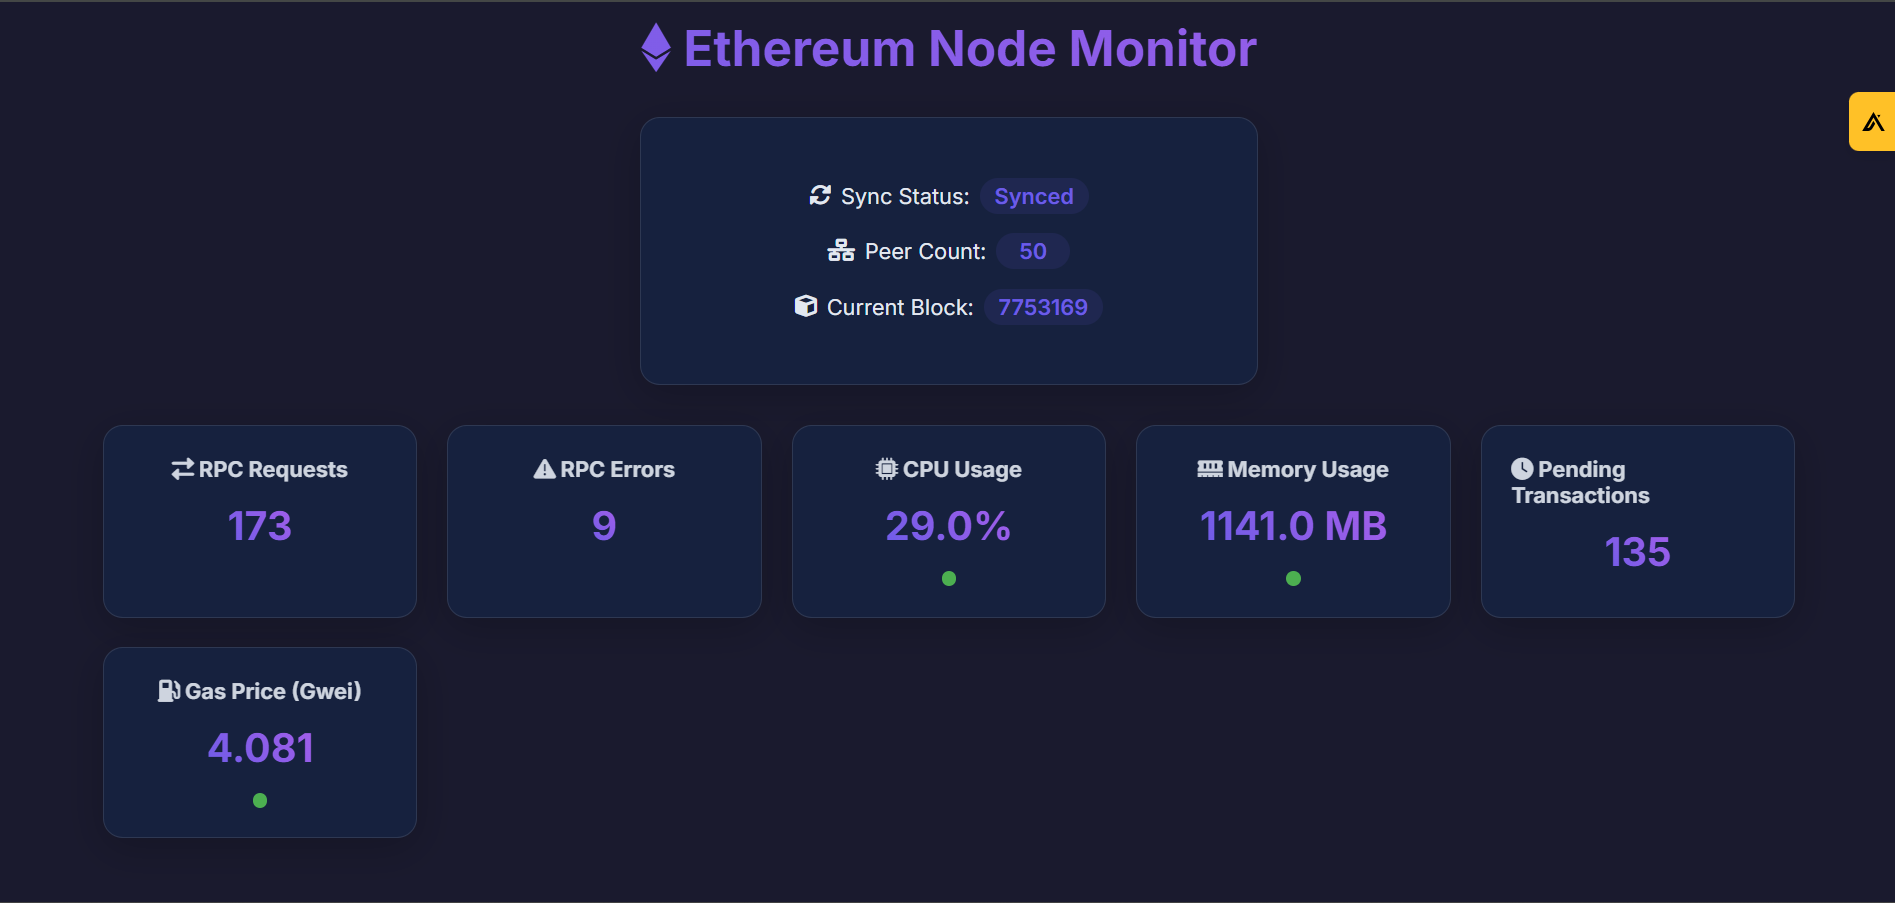 Ethereum Node Monitor
Sync Status: Synced
Peer Count: 50
Current Block: 7753169
RPC Requests
173
RPC Errors
9
CPU Usage
29.0%
Memory Usage
1141.0 MB
Pending
Transactions
135
Gas Price (Gwei)
4.081